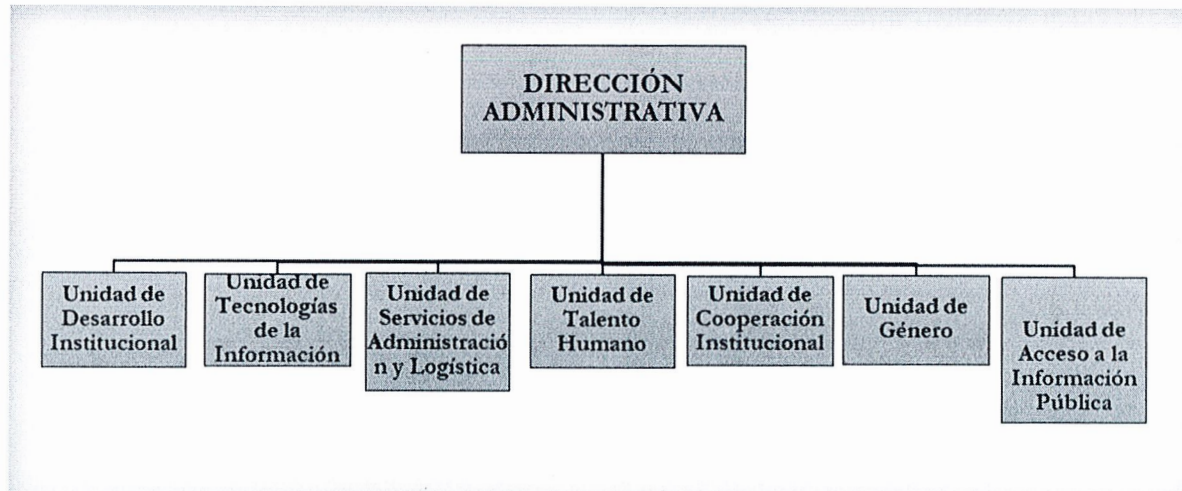 DIRECCIÓN
ADMINISTRATIVA
Unidad de
Desarrollo
Institucional
Unidad de
Tecnologías
de la
Información
Unidad de
Servicios de
Administració
n y Logística
Unidad de
Talento
Humano
Unidad de
Cooperación
Institucional
Unidad de
Género
Unidad de
Acceso a la
Información
Pública